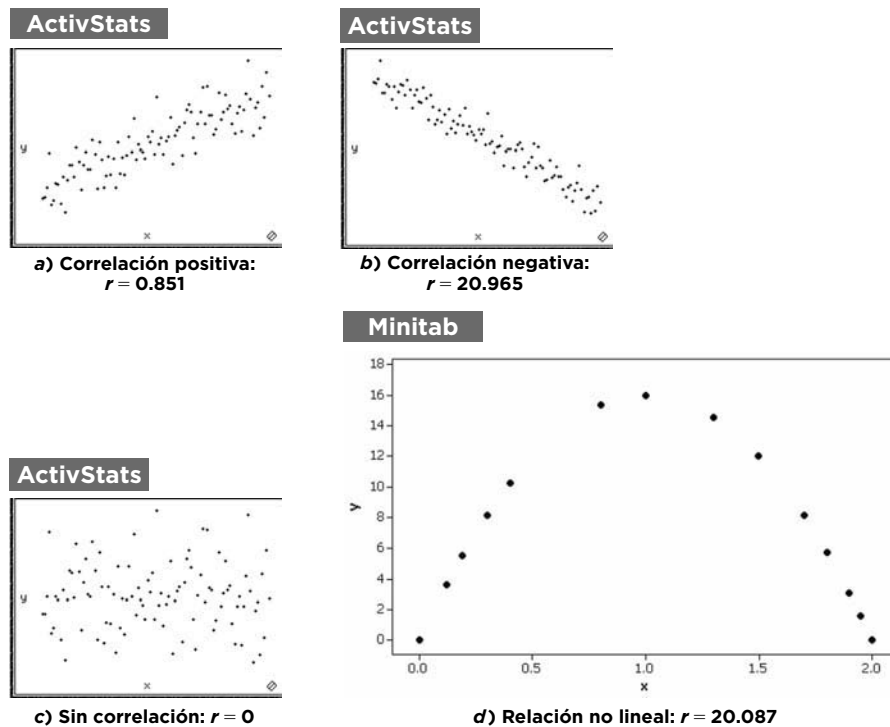 ActivStats
y
x
a) Correlación positiva:
r = 0.851
ActivStats
y
x
b) Correlación negativa:
r = 20.965
ActivStats
y
x
c) Sin correlación: r = 0
Minitab
18
16
14
12
10
8
6
4
2
0
y
0.0 0.5 1.0 1.5 2.0
x
d) Relación no lineal: r = 20.087